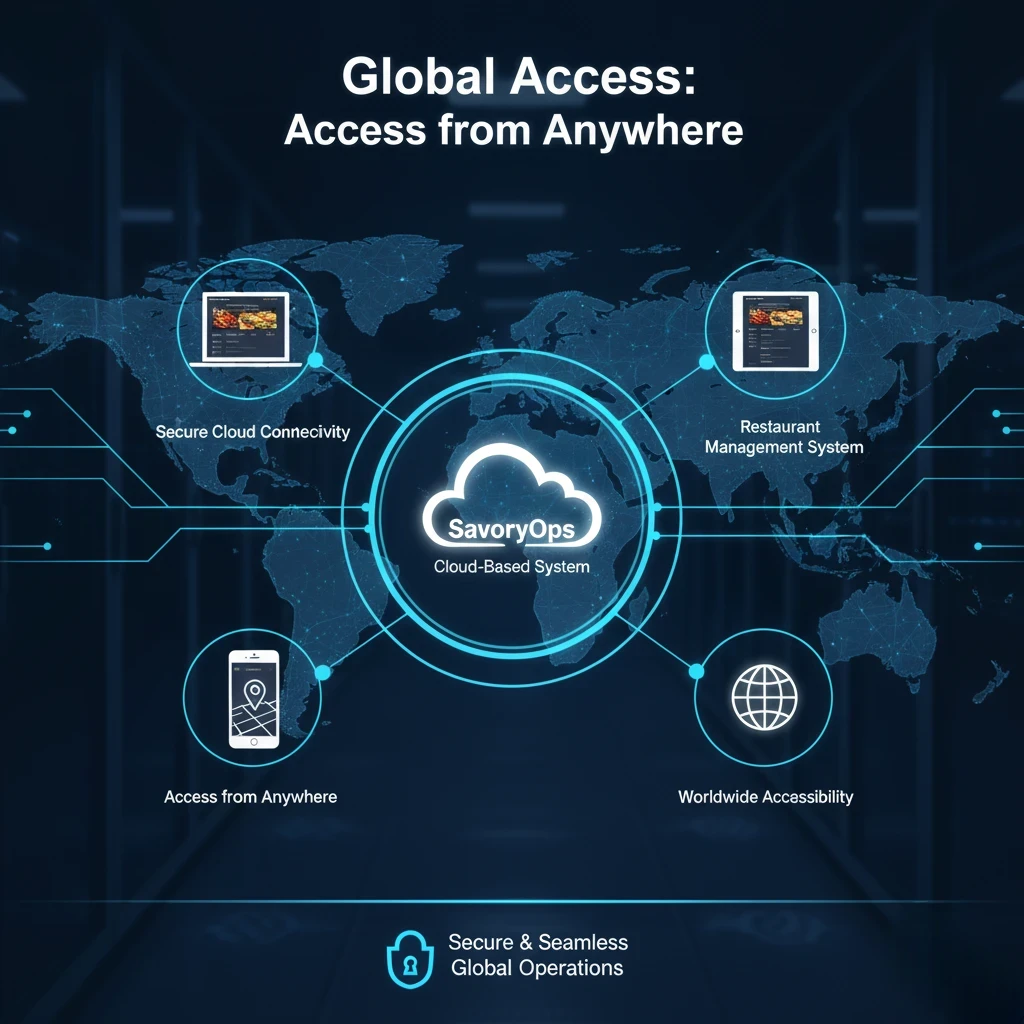 Global Access:
Access from Anywhere
Secure Cloud Connectivity
Restaurant
Management System
SavoryOps
Cloud-Based System
Access from Anywhere
Worldwide Accessibility
Secure & Seamless
Global Operations